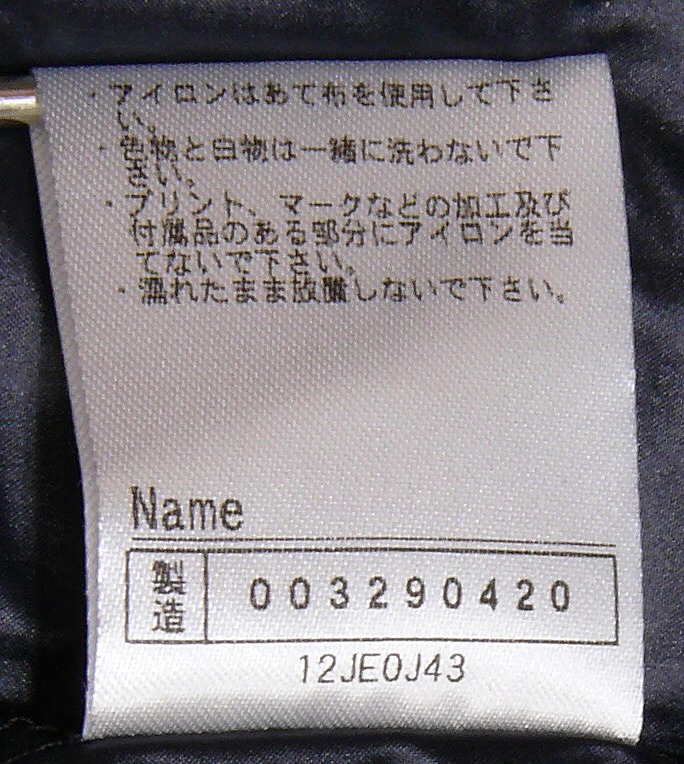 ・アイロンはあて布を使用して下さ
い。
・色物と白物は一緒に洗わないで下
さい。
・プリント、マークなどの加工及び
付属品のある部分にアイロンを当
てないで下さい。
・濡れたまま放置しないで下さい。
Name
製造 003290420
12JE0J43